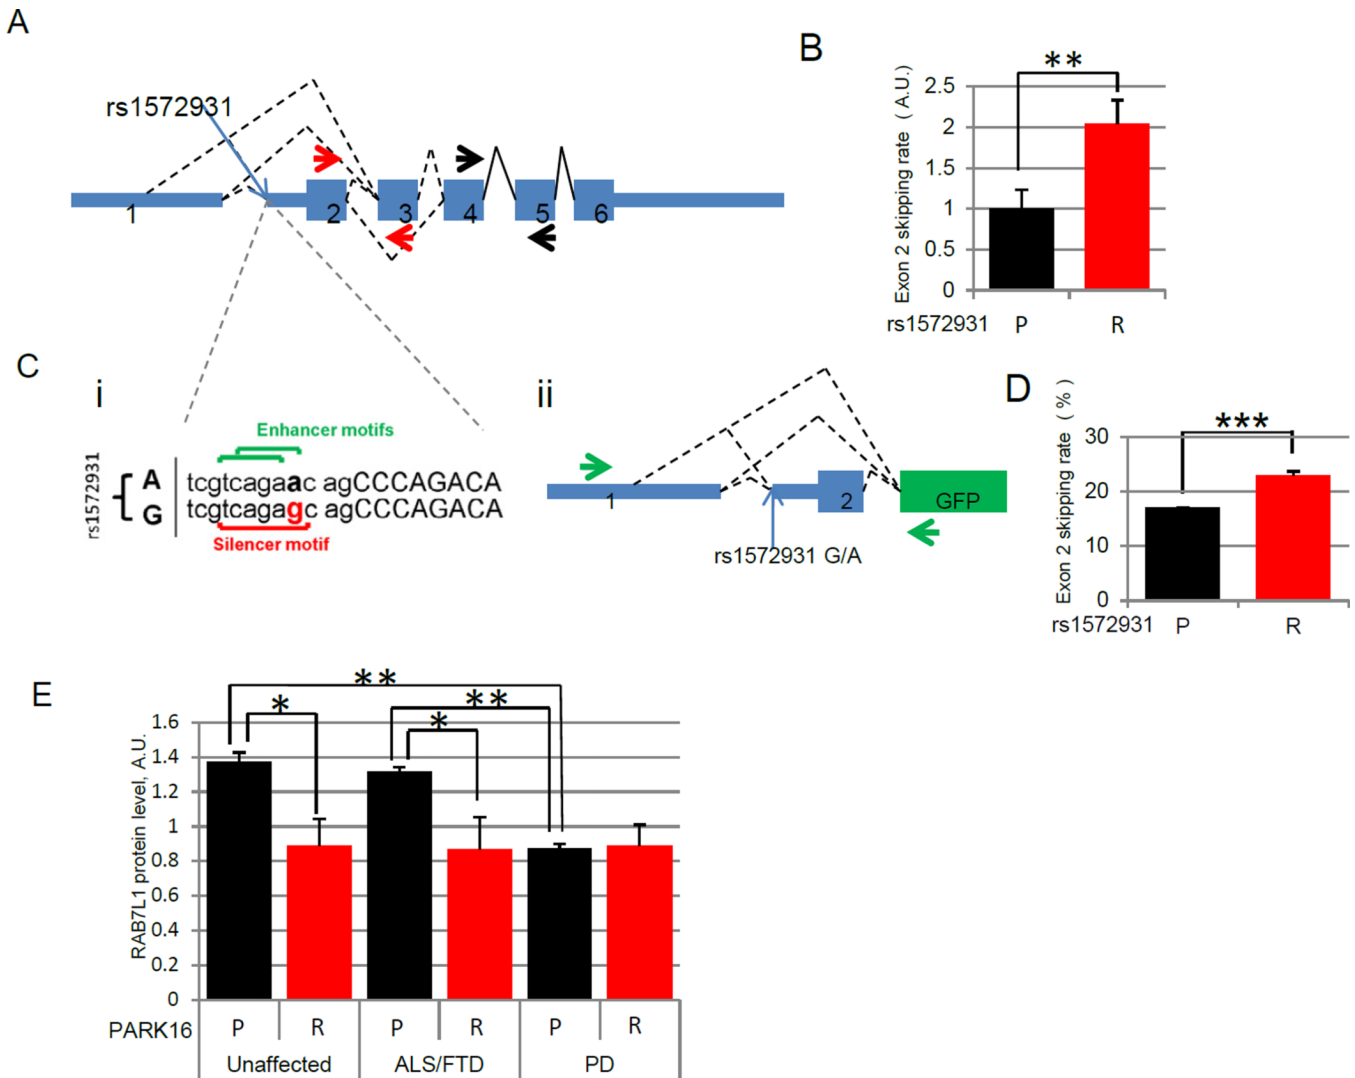 A
rs1572931
1
2
3
4
5
6
B
**
Exon 2 skipping rate ( A.U.)
2.5
2
1.5
1
0.5
0
rs1572931 P R
C
i
rs1572931
Enhancer motifs
A tcgtcagaac agCCCAGACA
G tcgtcagagc agCCCAGACA
Silencer motif
ii
1
2
GFP
rs1572931 G/A
D
***
Exon 2 skipping rate ( % )
30
20
10
0
rs1572931 P R
E
**
**
*
*
RAB7L1 protein level, A.U.
1.6
1.4
1.2
1
0.8
0.6
0.4
0.2
0
PARK16 P R P R P R
Unaffected ALS/FTD PD